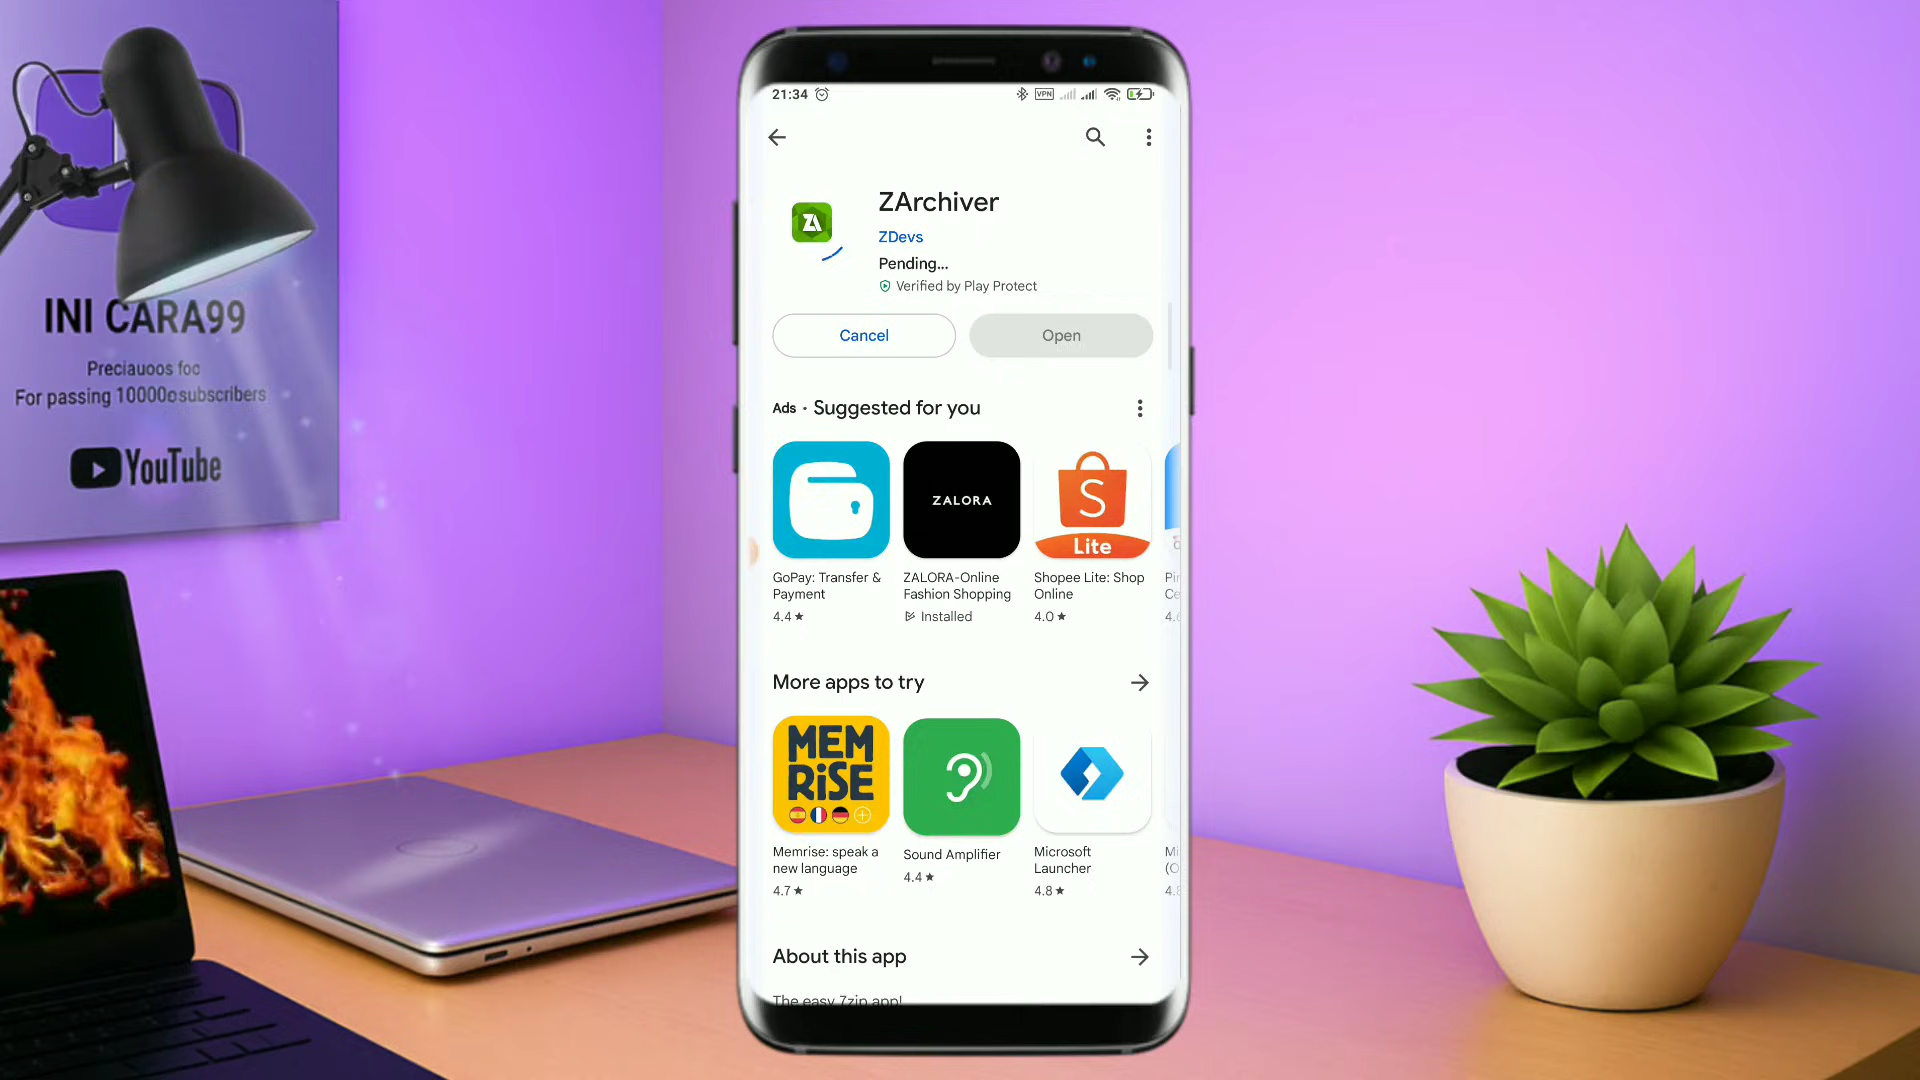 INI CARA99
Preciauoos foc
For passing 10000 subscribers
YouTube
21:34
VPN
ZA
ZArchiver
ZDevs
Pending...
Verified by Play Protect
Cancel
Open
Ads • Suggested for you
ZALORA
S
Lite
GoPay: Transfer &
Payment
4.4 ★
ZALORA-Online
Fashion Shopping
Installed
Shopee Lite: Shop
Online
4.0 ★
More apps to try
MEM
RiSE
Memrise: speak a
new language
4.7 ★
Sound Amplifier
4.4 ★
Microsoft
Launcher
4.8 ★
About this app
The easy 7zip app!